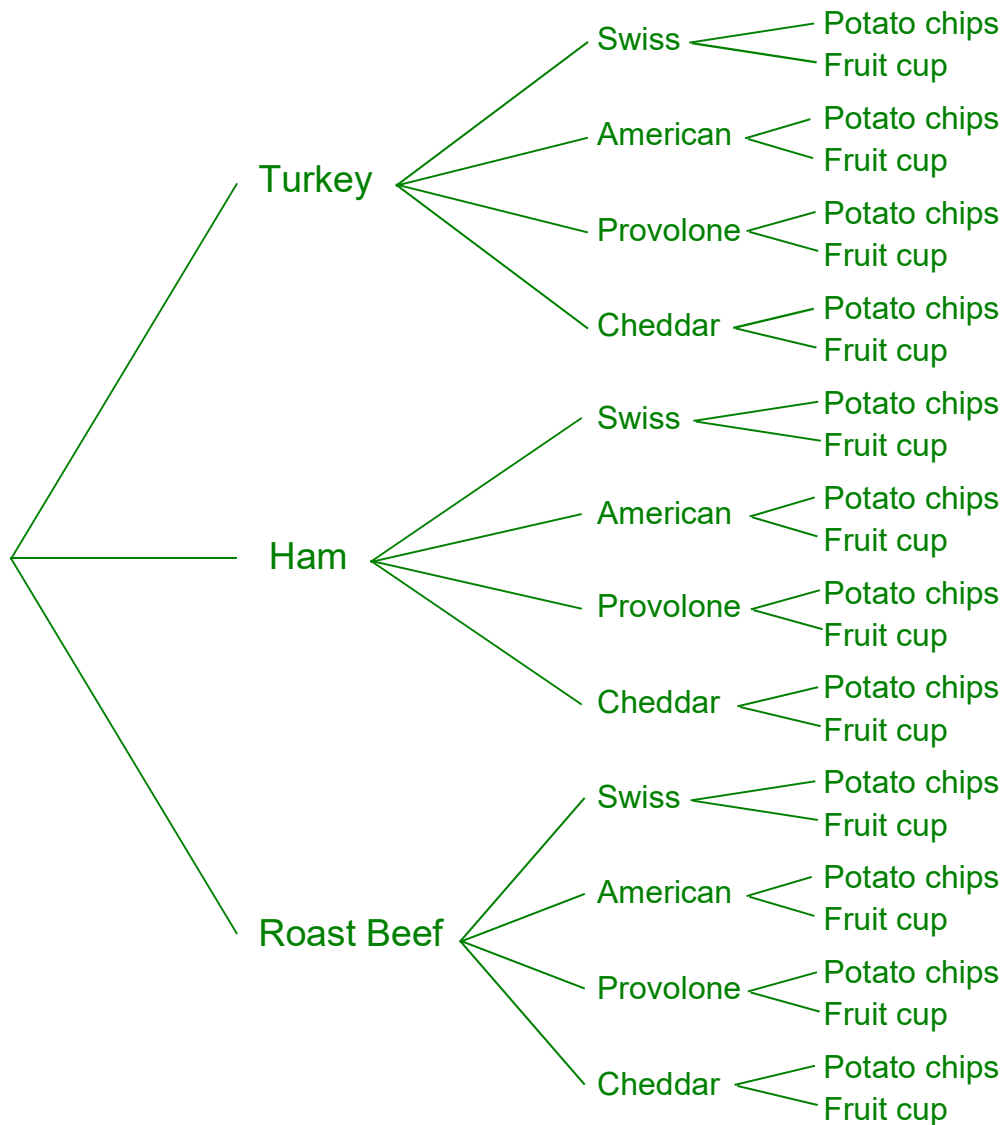 Turkey
Swiss
Potato chips
Fruit cup
American
Potato chips
Fruit cup
Provolone
Potato chips
Fruit cup
Cheddar
Potato chips
Fruit cup
Ham
Swiss
Potato chips
Fruit cup
American
Potato chips
Fruit cup
Provolone
Potato chips
Fruit cup
Cheddar
Potato chips
Fruit cup
Roast Beef
Swiss
Potato chips
Fruit cup
American
Potato chips
Fruit cup
Provolone
Potato chips
Fruit cup
Cheddar
Potato chips
Fruit cup